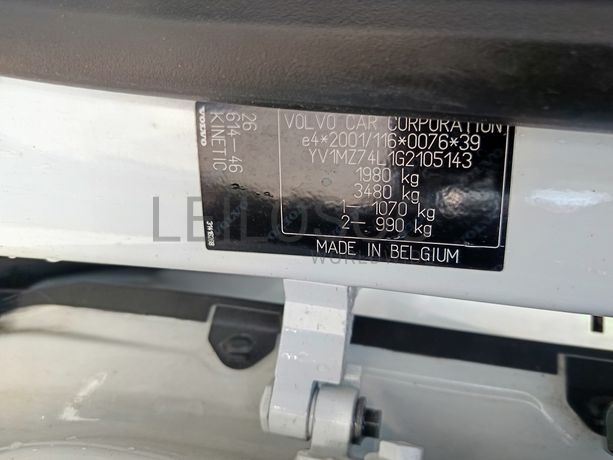 VOLVO CAR CORPORATION
e4*2001/116*0076*39
YV1MZ74L1G2105143
1980 kg
3480 kg
1– 1070 kg
2– 990 kg
MADE IN BELGIUM
26
614-46
KINETIC
VOLVO